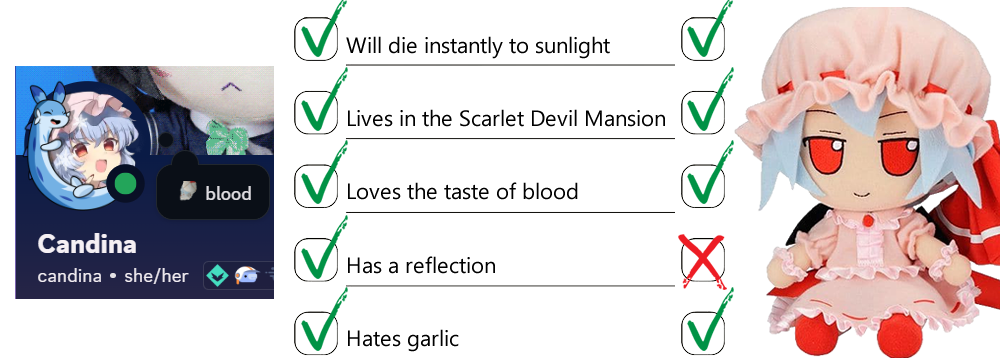 Will die instantly to sunlight
Lives in the Scarlet Devil Mansion
blood
Loves the taste of blood
Candina
candina • she/her
Has a reflection
Hates garlic